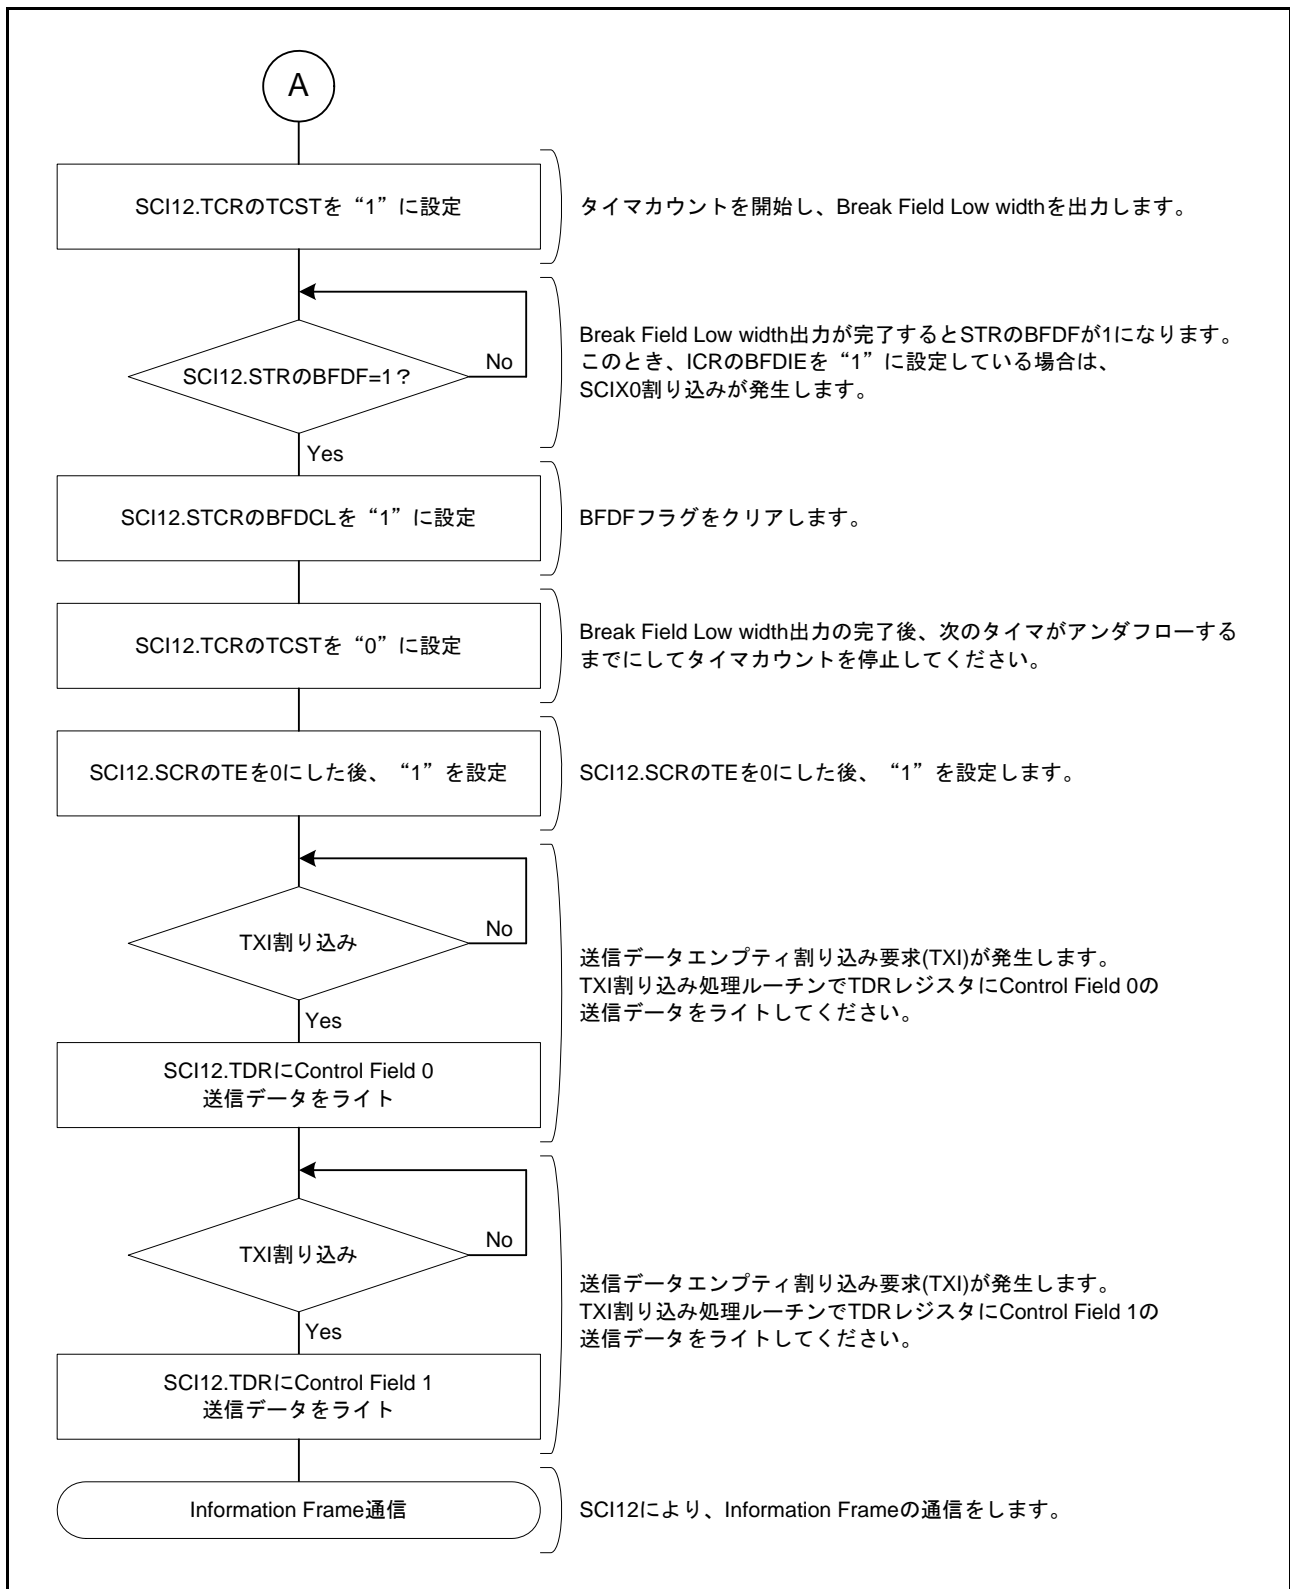 A
SCI12.TCRのTCSTを“1”に設定
タイマカウントを開始し、Break Field Low widthを出力します。
SCI12.STRのBFDF=1？
No
Yes
Break Field Low width出力が完了するとSTRのBFDFが1になります。
このとき、ICRのBFDIEを“1”に設定している場合は、
SCIX0割り込みが発生します。
SCI12.STCRのBFDCLを“1”に設定
BFDFフラグをクリアします。
SCI12.TCRのTCSTを“0”に設定
Break Field Low width出力の完了後、次のタイマがアンダフローする
までにしてタイマカウントを停止してください。
SCI12.SCRのTEを0にした後、“1”を設定
SCI12.SCRのTEを0にした後、“1”を設定します。
TXI割り込み
No
Yes
送信データエンプティ割り込み要求(TXI)が発生します。
TXI割り込み処理ルーチンでTDRレジスタにControl Field 0の
送信データをライトしてください。
SCI12.TDRにControl Field 0
送信データをライト
TXI割り込み
No
Yes
送信データエンプティ割り込み要求(TXI)が発生します。
TXI割り込み処理ルーチンでTDRレジスタにControl Field 1の
送信データをライトしてください。
SCI12.TDRにControl Field 1
送信データをライト
Information Frame通信
SCI12により、Information Frameの通信をします。